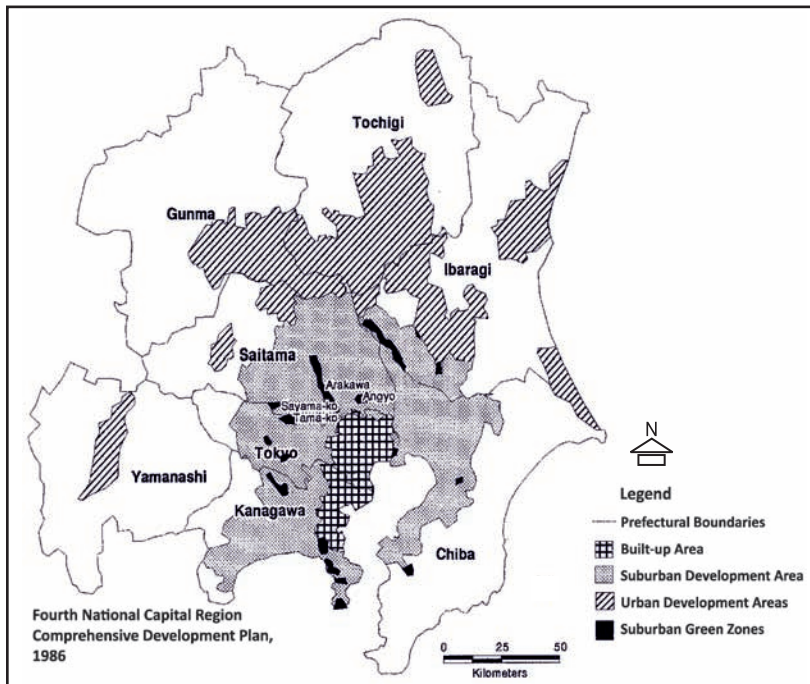 Tochigi
Gunma
Ibaragi
Saitama
Arakawa
Angyo
Sayama-ko
Tama-ko
Tokyo
Yamanashi
Kanagawa
Chiba
N
Legend
Prefectural Boundaries
Built-up Area
Suburban Development Area
Urban Development Areas
Suburban Green Zones
Fourth National Capital Region
Comprehensive Development Plan,
1986
0 25 50
Kilometers